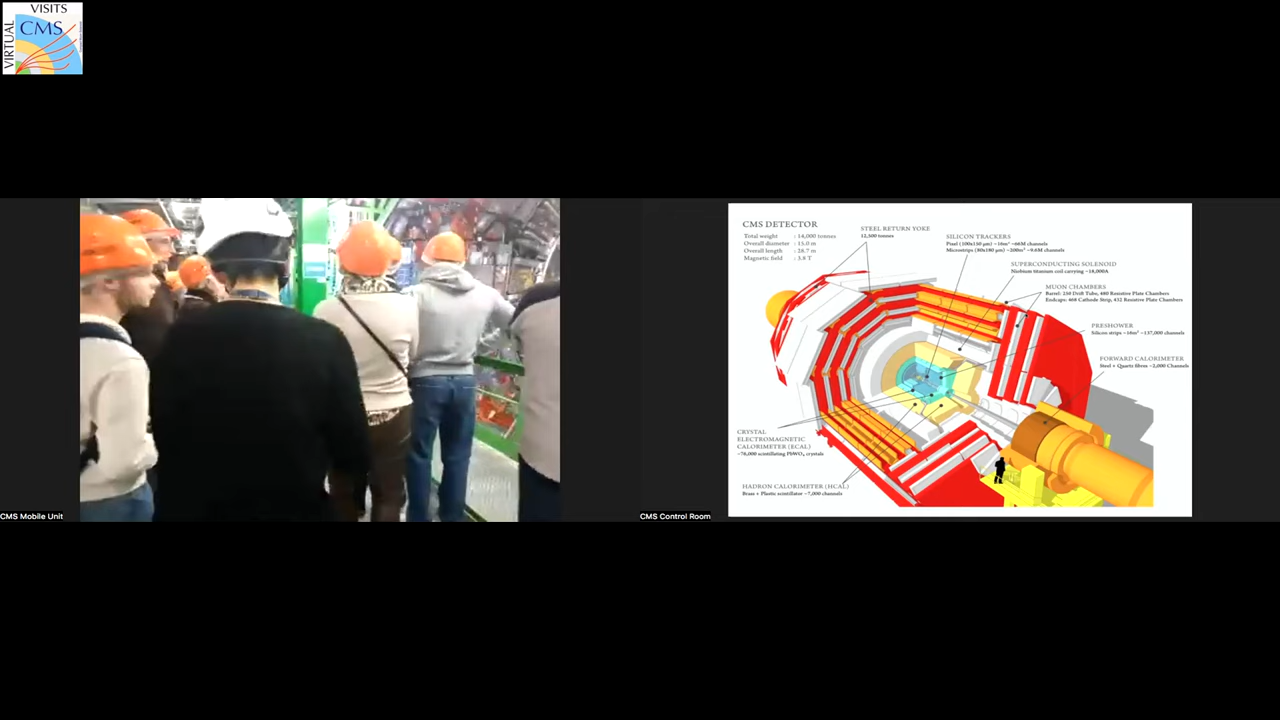 VISITS
VIRTUAL
CMS
CMS DETECTOR
Total weight : 14,000 tonnes
Overall diameter : 15.0 m
Overall length : 28.7 m
Magnetic field : 3.8 T
STEEL RETURN YOKE
12,500 tonnes
SILICON TRACKERS
Pixel (100x150 μm) ~16m² ~66M channels
Microstrips (80x180 μm) ~200m² ~9.6M channels
SUPERCONDUCTING SOLENOID
Niobium titanium coil carrying ~18,000A
MUON CHAMBERS
Barrel: 250 Drift Tube, 480 Resistive Plate Chambers
Endcaps: 468 Cathode Strip, 432 Resistive Plate Chambers
PRESHOWER
Silicon strips ~16m² ~137,000 channels
FORWARD CALORIMETER
Steel + Quartz fibres ~2,000 Channels
CRYSTAL
ELECTROMAGNETIC
CALORIMETER (ECAL)
~76,000 scintillating PbWO₄ crystals
HADRON CALORIMETER (HCAL)
Brass + Plastic scintillator ~7,000 channels
CMS Mobile Unit
CMS Control Room